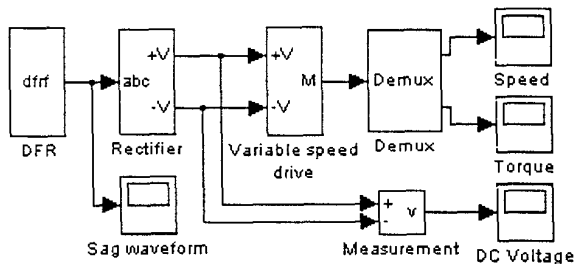 dfrf
DFR
abc
+V
-V
Rectifier
+V
-V
M
Variable speed
drive
Demux
Demux
Speed
Torque
Sag waveform
+
-
v
Measurement
DC Voltage